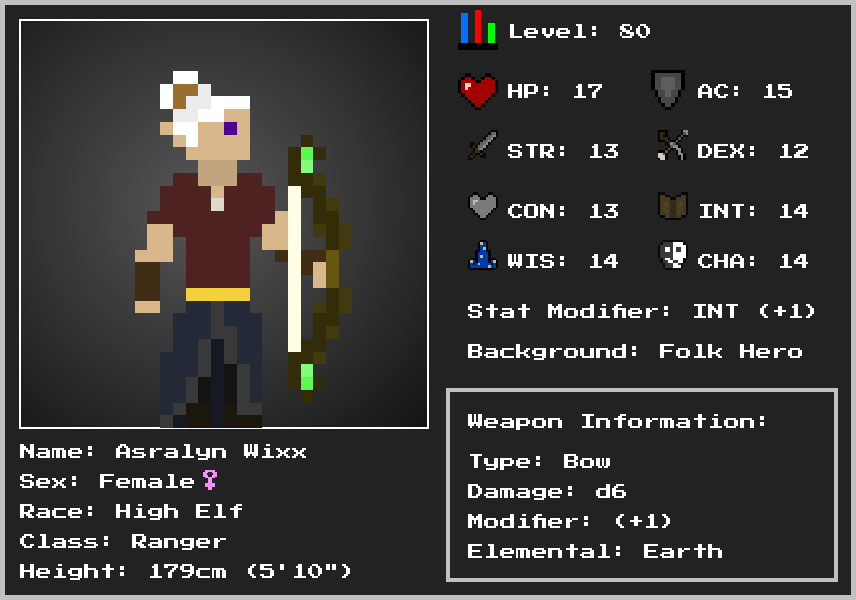 Level: 80
HP: 17
AC: 15
STR: 13
DEX: 12
CON: 13
INT: 14
WIS: 14
CHA: 14
Stat Modifier: INT (+1)
Background: Folk Hero
Weapon Information:
Type: Bow
Damage: d6
Modifier: (+1)
Elemental: Earth
Name: Asralyn Wixx
Sex: Female♀
Race: High Elf
Class: Ranger
Height: 179cm (5'10")